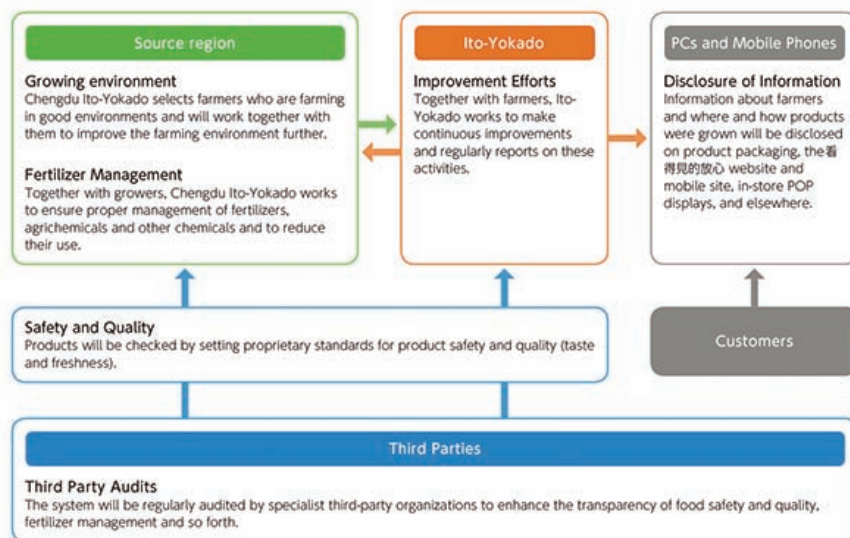 Source region
Growing environment
Chengdu Ito-Yokado selects farmers who are farming
in good environments and will work together with
them to improve the farming environment further.
Fertilizer Management
Together with growers, Chengdu Ito-Yokado works
to ensure proper management of fertilizers,
agrichemicals and other chemicals and to reduce
their use.
Ito-Yokado
Improvement Efforts
Together with farmers, Ito-
Yokado works to make
continuous improvements
and regularly reports on these
activities.
PCs and Mobile Phones
Disclosure of Information
Information about farmers
and where and how products
were grown will be disclosed
on product packaging, the看
得見的放心 website and
mobile site, in-store POP
displays, and elsewhere.
Safety and Quality
Products will be checked by setting proprietary standards for product safety and quality (taste
and freshness).
Customers
Third Parties
Third Party Audits
The system will be regularly audited by specialist third-party organizations to enhance the transparency of food safety and quality,
fertilizer management and so forth.